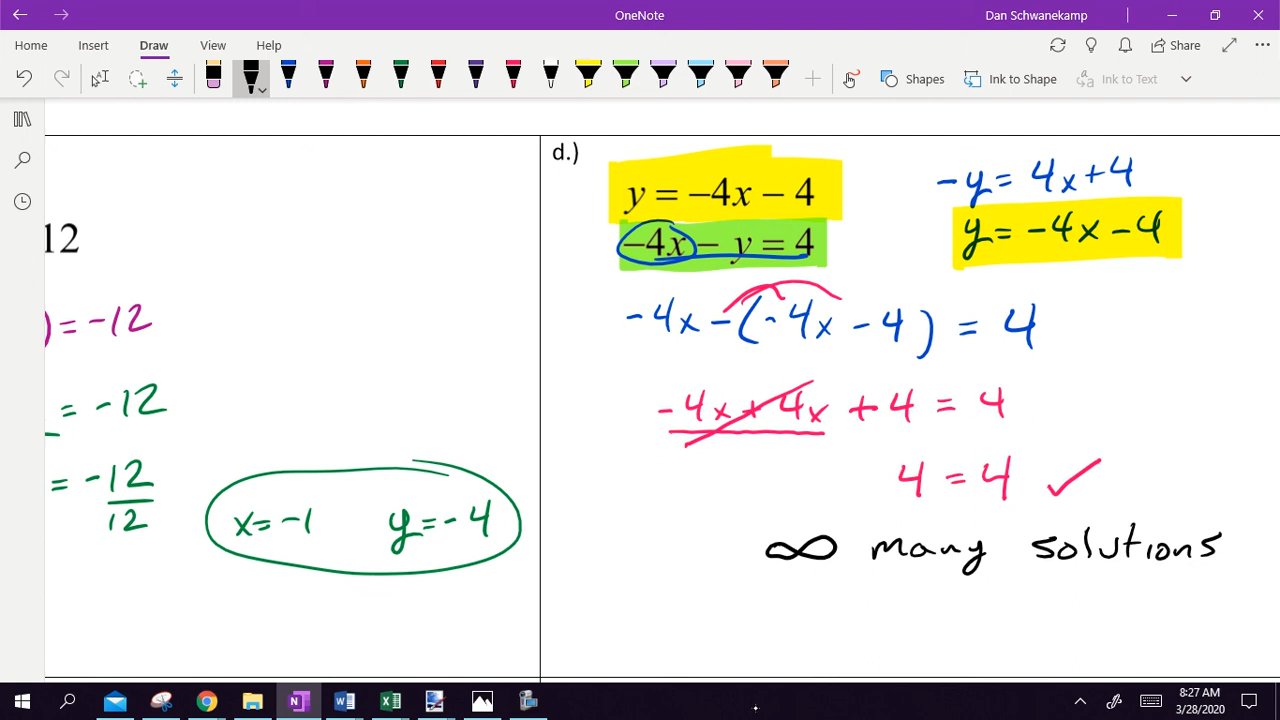 OneNote
Dan Schwanekamp
Home Insert Draw View Help
Share
Shapes Ink to Shape Ink to Text
d.)
y = −4x − 4
−4x − y = 4
-y = 4x+4
y = -4x -4
-4x -(-4x -4) = 4
-4x+4x +4 = 4
4 = 4 ✓
∞ many solutions
12
) = -12
= -12
= -12
12
x=-1 y=-4
8:27 AM
3/28/2020